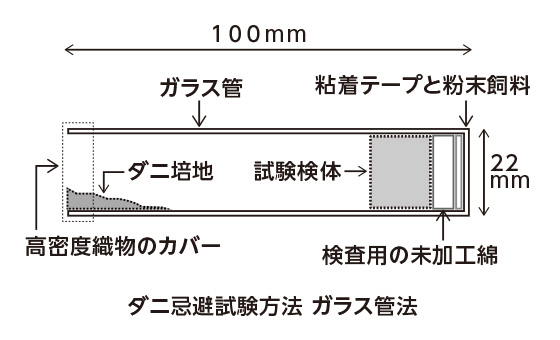 100mm
ガラス管
粘着テープと粉末飼料
ダニ培地
試験検体
22
mm
高密度織物のカバー
検査用の未加工綿
ダニ忌避試験方法 ガラス管法